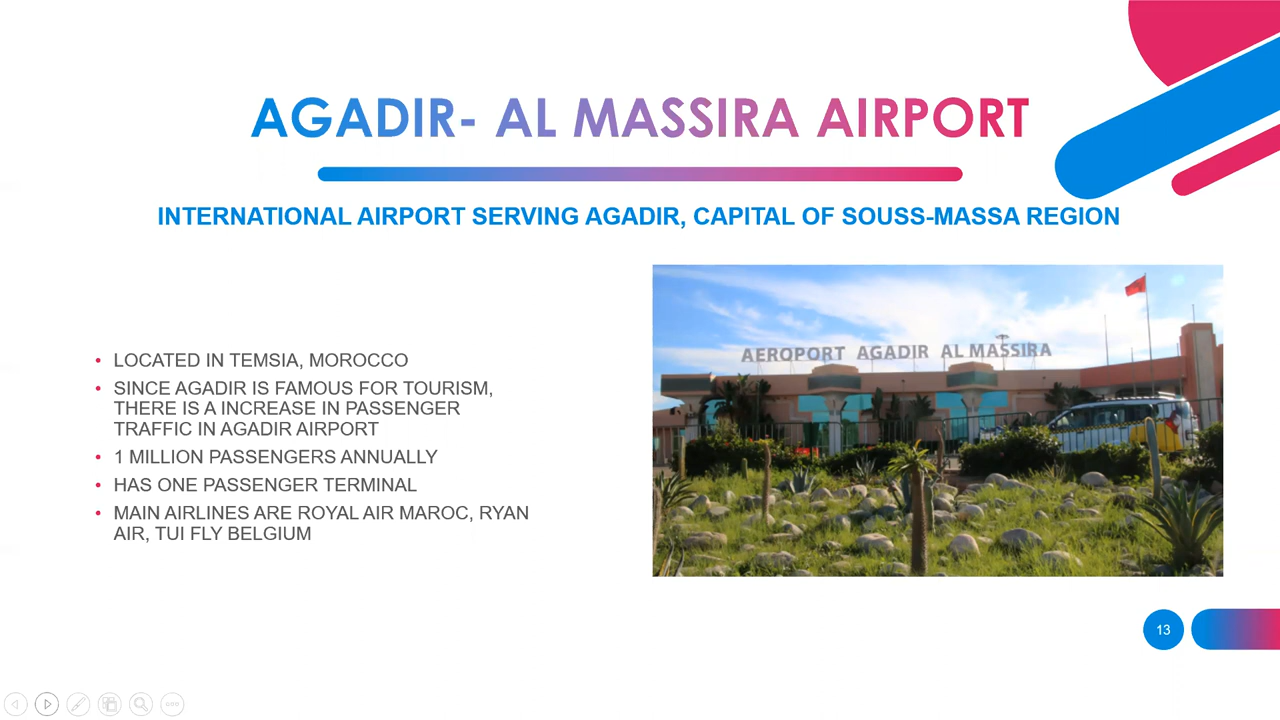 AGADIR- AL MASSIRA AIRPORT
INTERNATIONAL AIRPORT SERVING AGADIR, CAPITAL OF SOUSS-MASSA REGION
• LOCATED IN TEMSIA, MOROCCO
• SINCE AGADIR IS FAMOUS FOR TOURISM,
THERE IS A INCREASE IN PASSENGER
TRAFFIC IN AGADIR AIRPORT
• 1 MILLION PASSENGERS ANNUALLY
• HAS ONE PASSENGER TERMINAL
• MAIN AIRLINES ARE ROYAL AIR MAROC, RYAN
AIR, TUI FLY BELGIUM
AEROPORT AGADIR AL MASSIRA
13